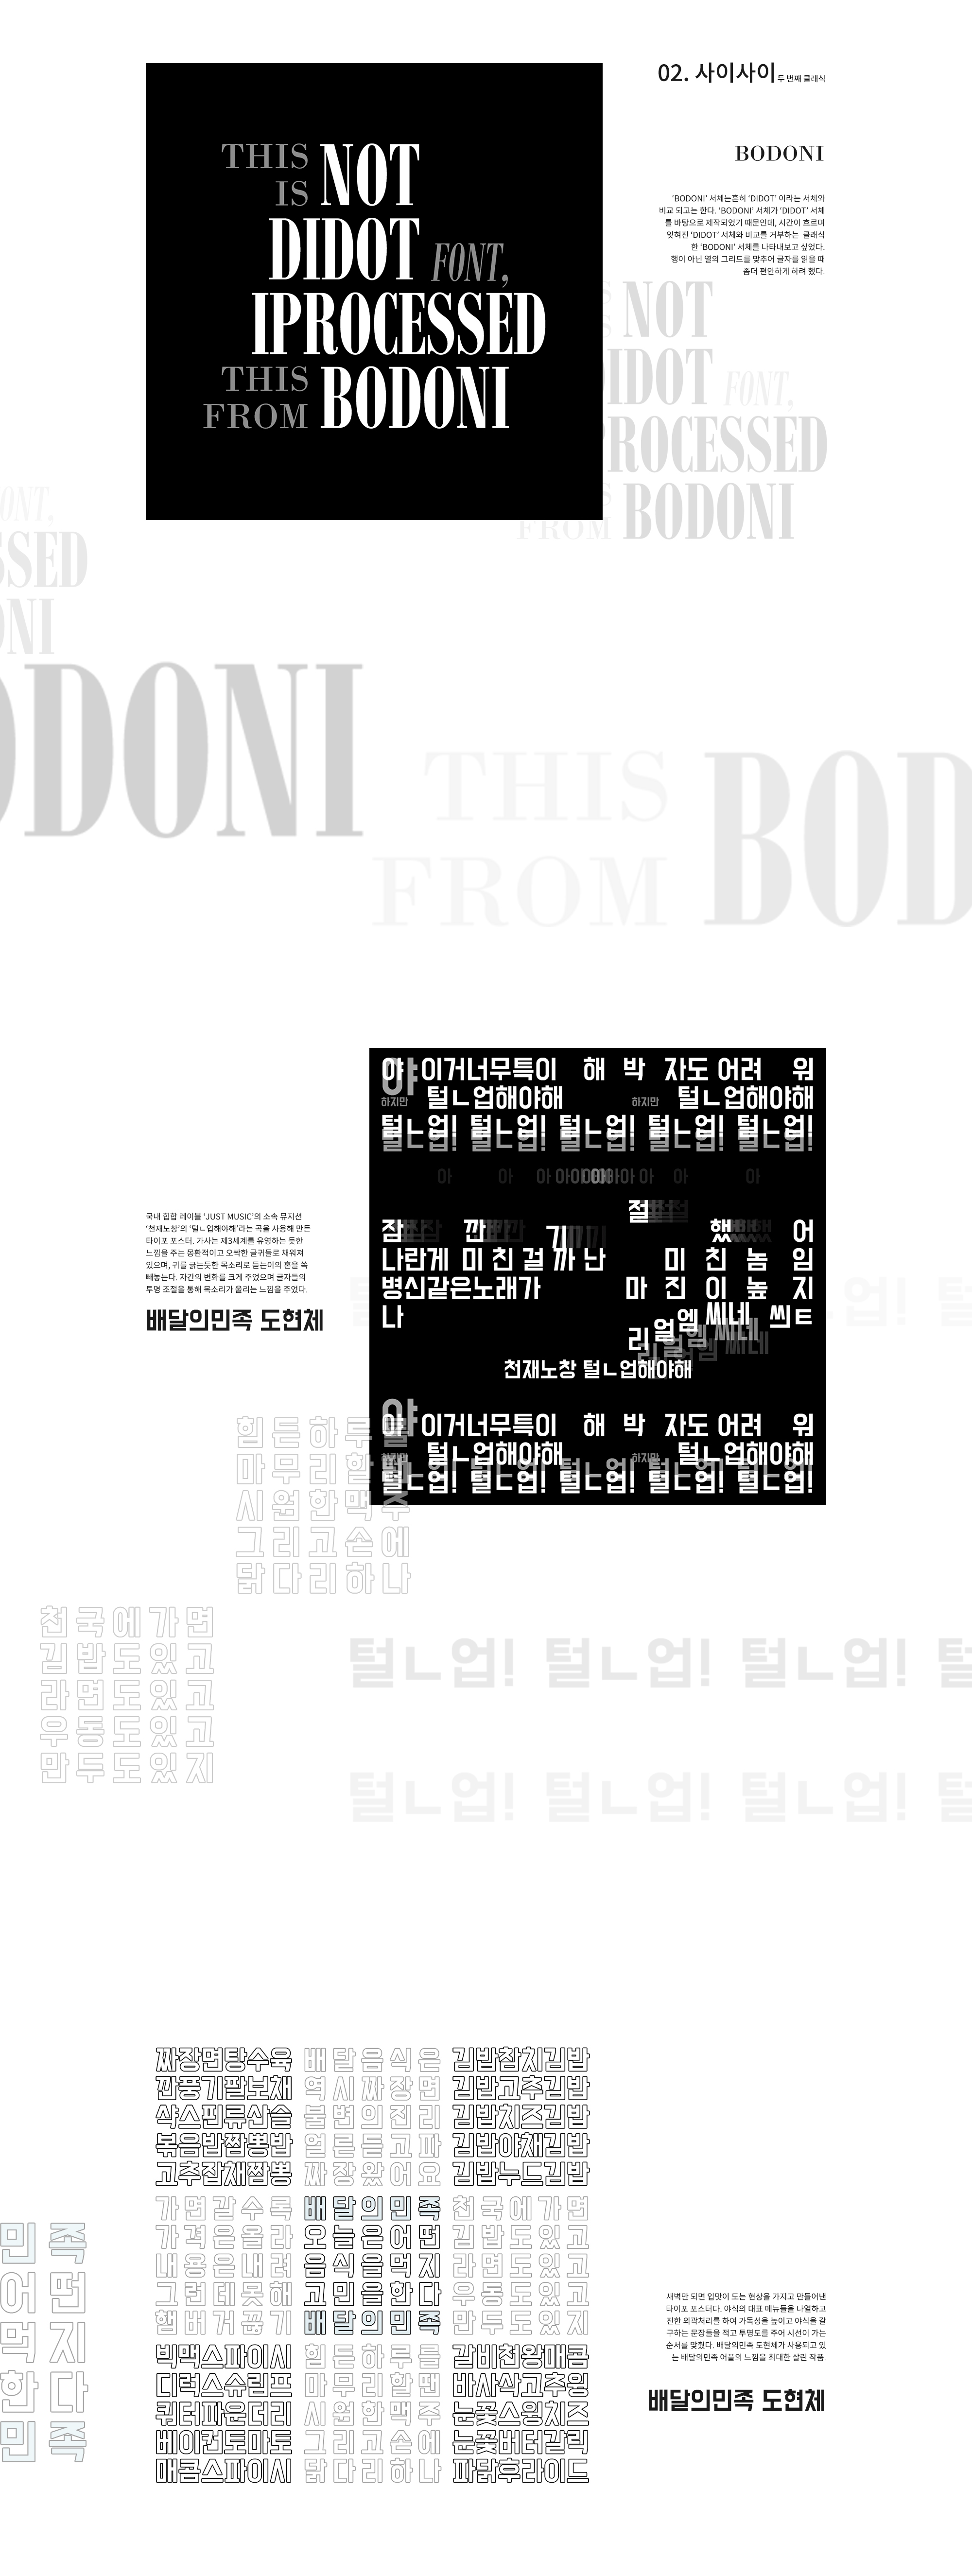 02. 사이사이 두 번째 클래식
BODONI
‘BODONI’ 서체는흔히 ‘DIDOT’ 이라는 서체와
비교 되고는 한다. ‘BODONI’ 서체가 ‘DIDOT’ 서체
를 바탕으로 제작되었기 때문인데, 시간이 흐르며
잊혀진 ‘DIDOT’ 서체와 비교를 거부하는 클래식
한 ‘BODONI’ 서체를 나타내보고 싶었다.
행이 아닌 열의 그리드를 맞추어 글자를 읽을 때
좀더 편안하게 하려 했다.
THIS IS NOT
DIDOT FONT,
IPROCESSED
THIS FROM BODONI
NOT
IDOT FONT,
PROCESSED
FROM BODONI
FONT,
SSED
ONI
ODONI
THIS
FROM BOD
야 이거너무특이 해 박 자도 어려 워
하지만 털ㄴ업해야해 하지만 털ㄴ업해야해
털ㄴ업! 털ㄴ업! 털ㄴ업! 털ㄴ업! 털ㄴ업!
아 아 아 아 아 아 아
절
잠 깐 기 했 어
나란게 미 친 걸 까 나 미 친 놈 임
병신같은노래가 마 진 이 높 지
나 리 얼 엠 씨네 씌ㅌ
천재노창 털ㄴ업해야해
야 이거너무특이 해 박 자도 어려 워
하지만 털ㄴ업해야해 하지만 털ㄴ업해야해
털ㄴ업! 털ㄴ업! 털ㄴ업! 털ㄴ업! 털ㄴ업!
국내 힙합 레이블 ‘JUST MUSIC’의 소속 뮤지션
‘천재노창’의 ‘털ㄴ업해야해’라는 곡을 사용해 만든
타이포 포스터. 가사는 제3세계를 유영하는 듯한
느낌을 주는 몽환적이고 오싹한 글귀들로 채워져
있으며, 귀를 긁는듯한 목소리로 듣는이의 혼을 쏙
빼놓는다. 자간의 변화를 크게 주었으며 글자들의
투명 조절을 통해 목소리가 울리는 느낌을 주었다.
배달의민족 도현체
힘든하루를
마무리할땐
시원한맥주
그리고손에
닭다리하나
천국에가면
김밥도있고
라면도있고
우동도있고
만두도있지
털ㄴ업! 털ㄴ업! 털ㄴ업! 털
털ㄴ업! 털ㄴ업! 털ㄴ업! 털
짜장면탕수육 배달음식은 김밥참치김밥
깐풍기팔보채 역시짜장면 김밥고추김밥
샥스핀류산슬 불변의진리 김밥치즈김밥
볶음밥짬뽕밥 얼른듣고파 김밥야채김밥
고추잡채짬뽕 짜장왔어요 김밥누드김밥
가면갈수록 배달의민족 천국에가면
가격은올라 오늘은어떤 김밥도있고
내용은내려 음식을먹지 라면도있고
그런데못해 고민을한다 우동도있고
햄버거끊기 배달의민족 만두도있지
빅맥스파이시 힘든하루를 갈비천왕매콤
디럭스슈림프 마무리할땐 바사삭고추윙
쿼터파운더리 시원한맥주 눈꽃스윙치즈
베이컨토마토 그리고손에 눈꽃버터갈릭
매콤스파이시 닭다리하나 파닭후라이드
민족
어떤
먹지
한다
민족
새벽만 되면 입맛이 도는 현상을 가지고 만들어낸
타이포 포스터다. 야식의 대표 메뉴들을 나열하고
진한 외곽처리를 하여 가독성을 높이고 야식을 갈
구하는 문장들을 적고 투명도를 주어 시선이 가는
순서를 맞췄다. 배달의민족 도현체가 사용되고 있
는 배달의민족 어플의 느낌을 최대한 살린 작품.
배달의민족 도현체